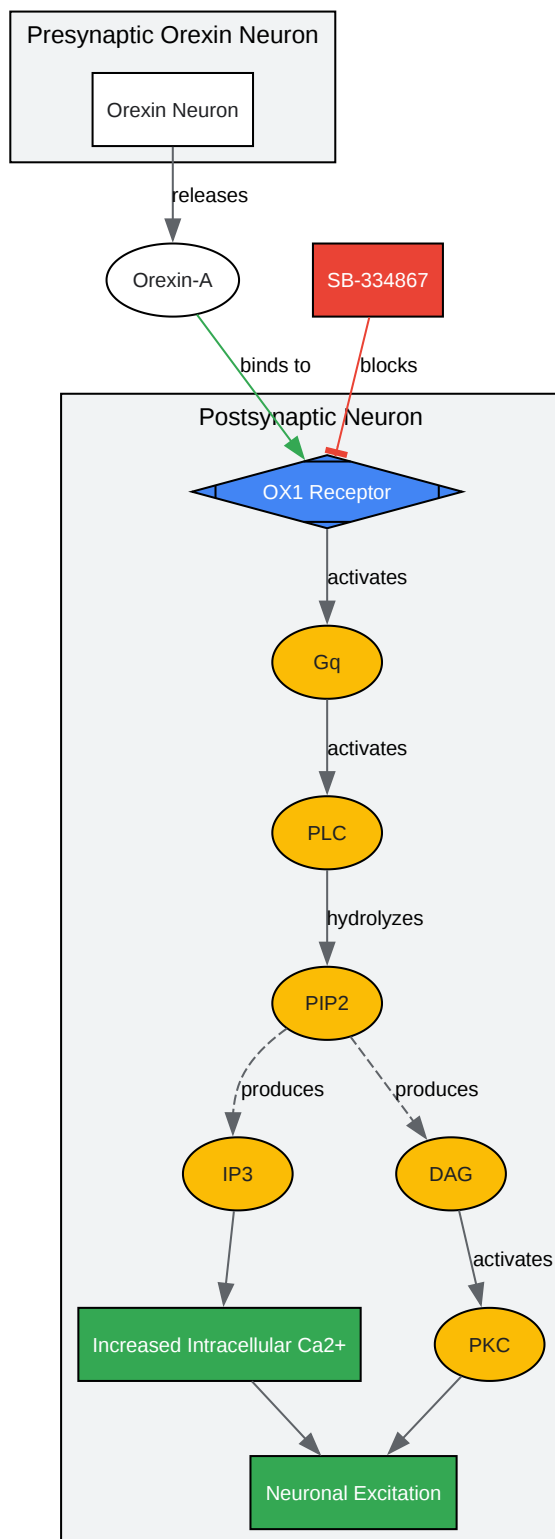 Presynaptic Orexin Neuron
Orexin Neuron
releases
Orexin-A
SB-334867
binds to
blocks
Postsynaptic Neuron
OX1 Receptor
activates
Gq
activates
PLC
hydrolyzes
PIP2
produces
produces
IP3
DAG
activates
Increased Intracellular Ca2+
PKC
Neuronal Excitation